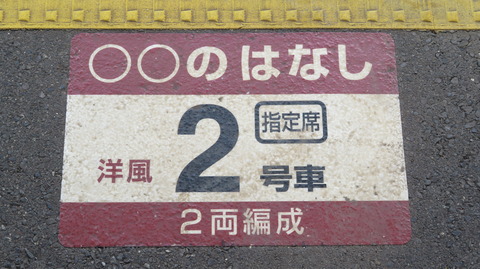 ○○のはなし
指定席
洋風 2 号車
2両編成